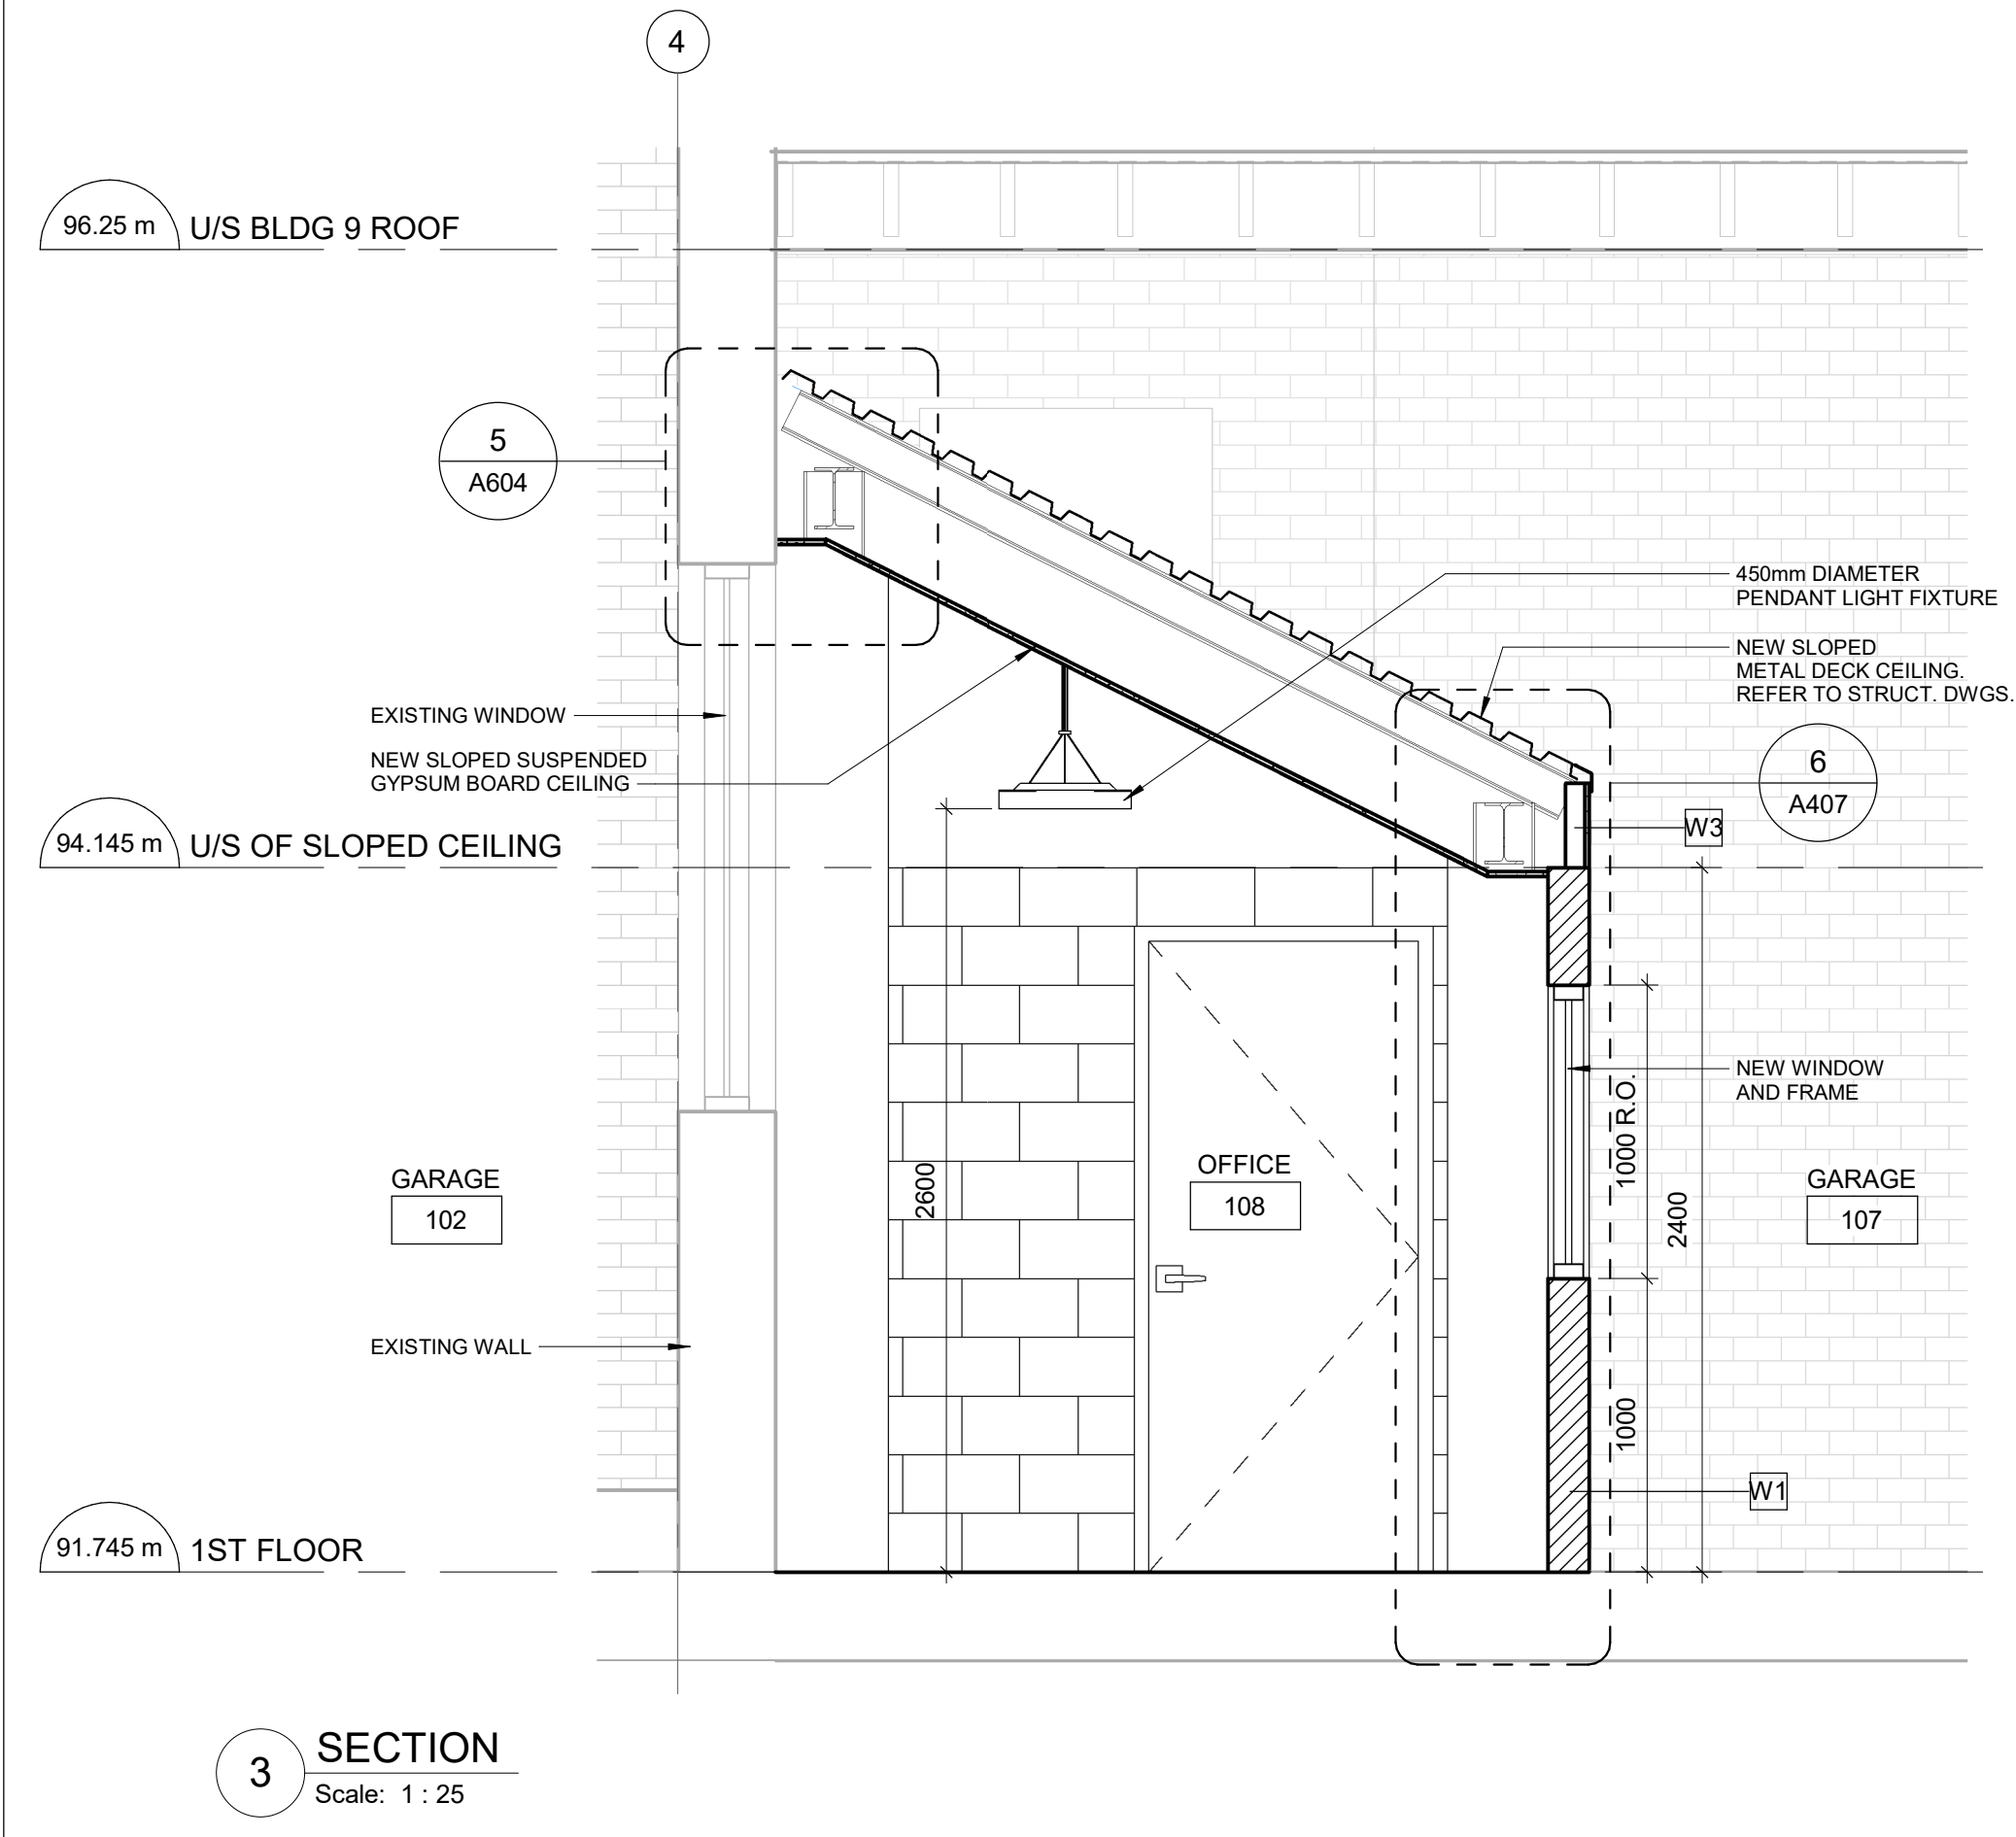 4
96.25 m
U/S BLDG 9 ROOF
5
A604
450mm DIAMETER
PENDANT LIGHT FIXTURE
NEW SLOPED
METAL DECK CEILING.
REFER TO STRUCT. DWGS.
EXISTING WINDOW
NEW SLOPED SUSPENDED
GYPSUM BOARD CEILING
6
A407
W3
94.145 m
U/S OF SLOPED CEILING
NEW WINDOW
AND FRAME
1000 R.O.
GARAGE
102
2600
OFFICE
108
2400
GARAGE
107
EXISTING WALL
1000
W1
91.745 m
1ST FLOOR
3
SECTION
Scale: 1 : 25